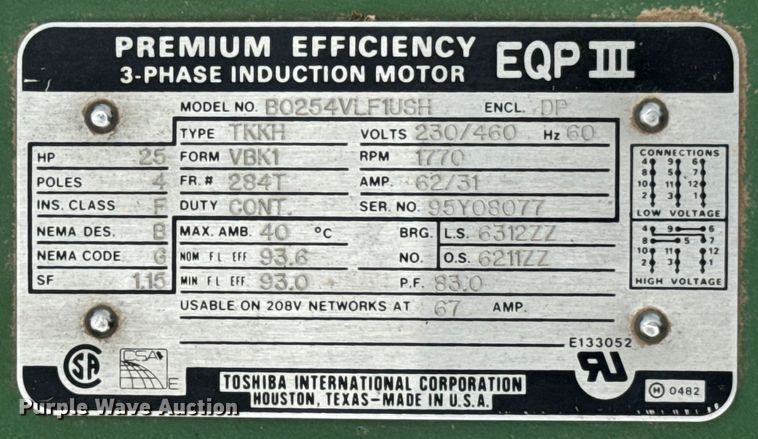 PREMIUM EFFICIENCY EQP III
3-PHASE INDUCTION MOTOR
MODEL NO. B0254VLF1USH ENCL. DP
TYPE TKKH VOLTS 230/460 Hz 60
HP 25 FORM VBK1 RPM 1770
POLES 4 FR.# 284T AMP. 62/31
INS. CLASS F DUTY CONT. SER. NO. 95Y08077
NEMA DES. B MAX. AMB. 40 °C BRG. L.S. 6312ZZ
NEMA CODE G NOM FL EFF 93.6 NO. O.S. 6211ZZ
SF 1.15 MIN FL EFF 93.0 P.F. 83.0
USABLE ON 208V NETWORKS AT 67 AMP.
CONNECTIONS
4 9 6
8 7 5
10 11 12
2 3 1
LOW VOLTAGE
4 9 6
8 5 7
10 11 12
2 3 1
HIGH VOLTAGE
E133052
SA
CSA
E
TOSHIBA INTERNATIONAL CORPORATION
HOUSTON, TEXAS-MADE IN U.S.A.
H 0482
Purple Wave Auction